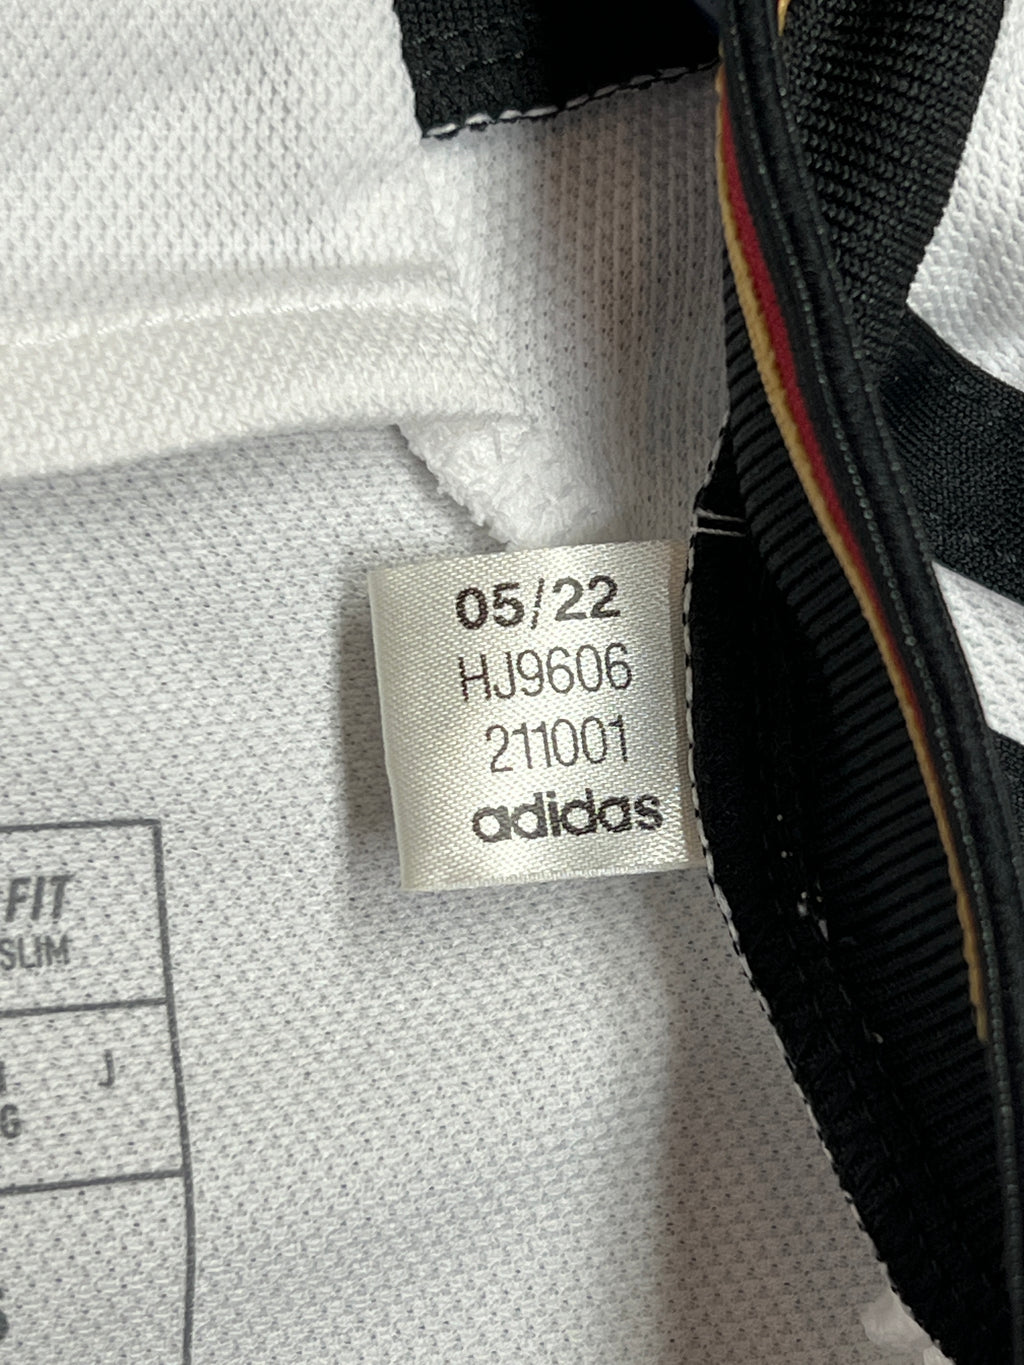 05/22
HJ9606
211001
adidas
FIT
SLIM
J
G